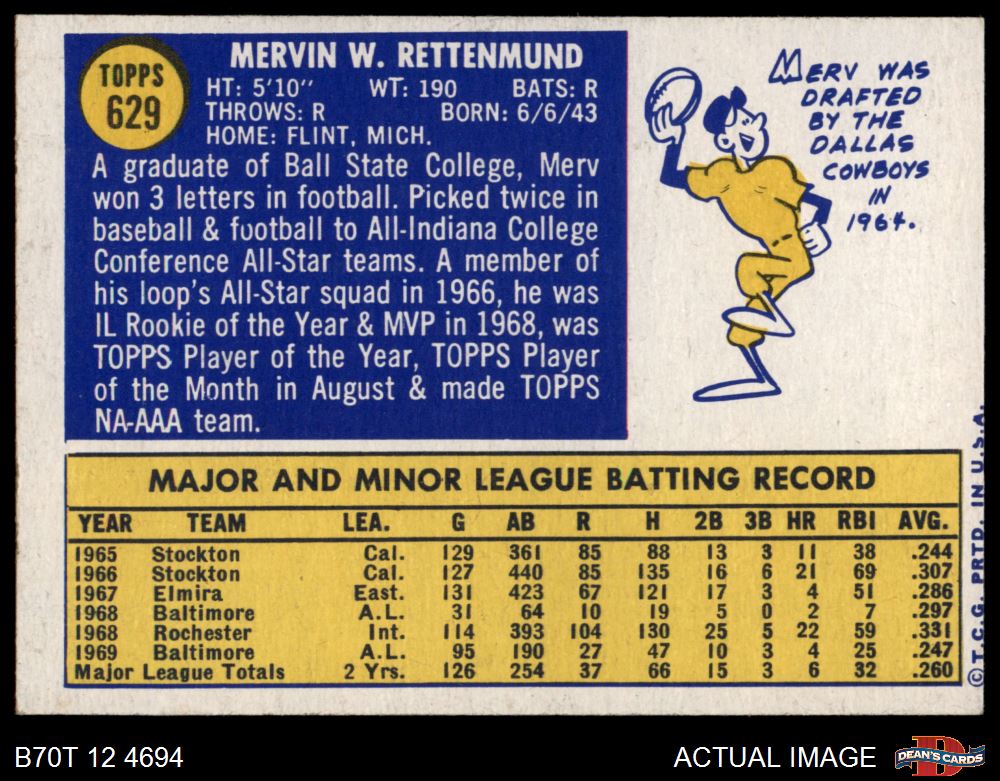 TOPPS
629
MERVIN W. RETTENMUND
HT: 5'10" WT: 190 BATS: R
THROWS: R BORN: 6/6/43
HOME: FLINT, MICH.
A graduate of Ball State College, Merv
won 3 letters in football. Picked twice in
baseball & football to All-Indiana College
Conference All-Star teams. A member of
his loop's All-Star squad in 1966, he was
IL Rookie of the Year & MVP in 1968, was
TOPPS Player of the Year, TOPPS Player
of the Month in August & made TOPPS
NA-AAA team.
MERV WAS
DRAFTED
BY THE
DALLAS
COWBOYS
IN
1964.
MAJOR AND MINOR LEAGUE BATTING RECORD
YEAR TEAM LEA. G AB R H 2B 3B HR RBI AVG.
1965 Stockton Cal. 129 361 85 88 13 3 11 38 .244
1966 Stockton Cal. 127 440 85 135 16 6 21 69 .307
1967 Elmira East. 131 423 67 121 17 3 4 51 .286
1968 Baltimore A.L. 31 64 10 19 5 0 2 7 .297
1968 Rochester Int. 114 393 104 130 25 5 22 59 .331
1969 Baltimore A.L. 95 190 27 47 10 3 4 25 .247
Major League Totals 2 Yrs. 126 254 37 66 15 3 6 32 .260
©T.C.G. PRTD. IN U.S.A.
B70T 12 4694
ACTUAL IMAGE
DEAN'S CARDS